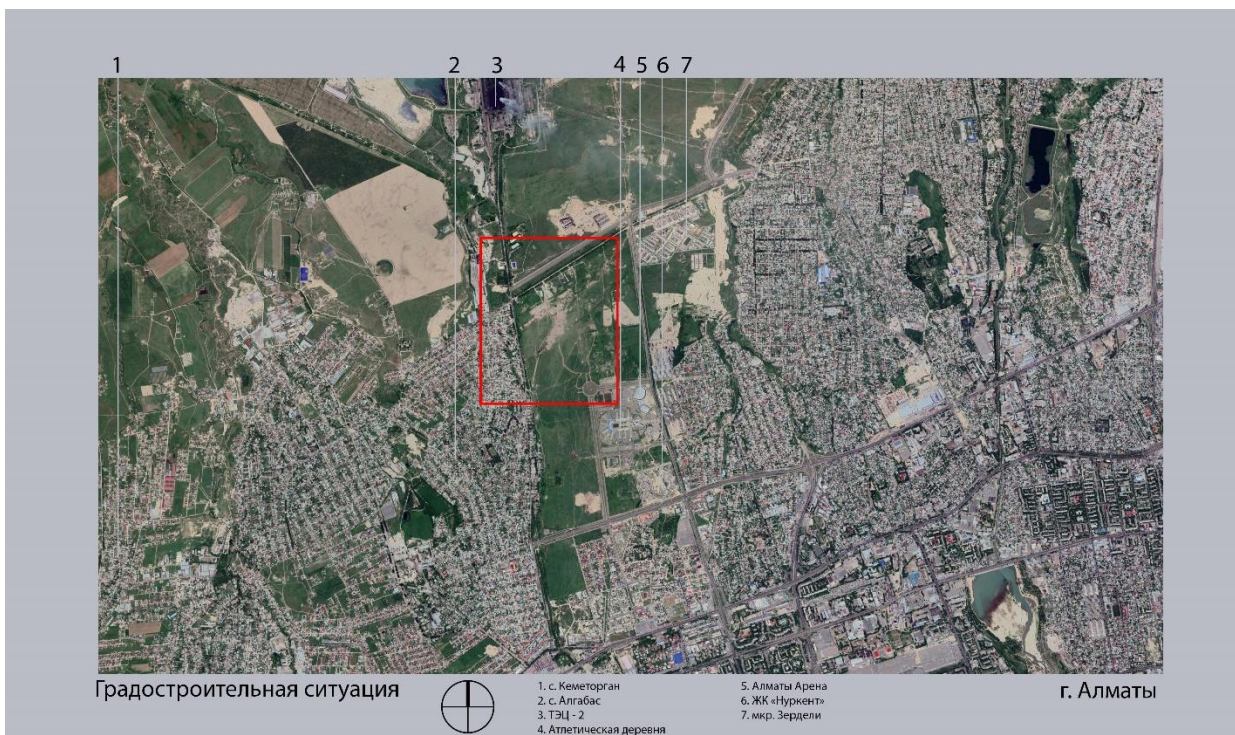 1 2 3 4 5 6 7
Градостроительная ситуация
1. с. Кеметорган
2. с. Алгабас
3. ТЭЦ - 2
4. Атлетическая деревня
5. Алматы Арена
6. ЖК «Нуркент»
7. мкр. Зердели
г. Алматы